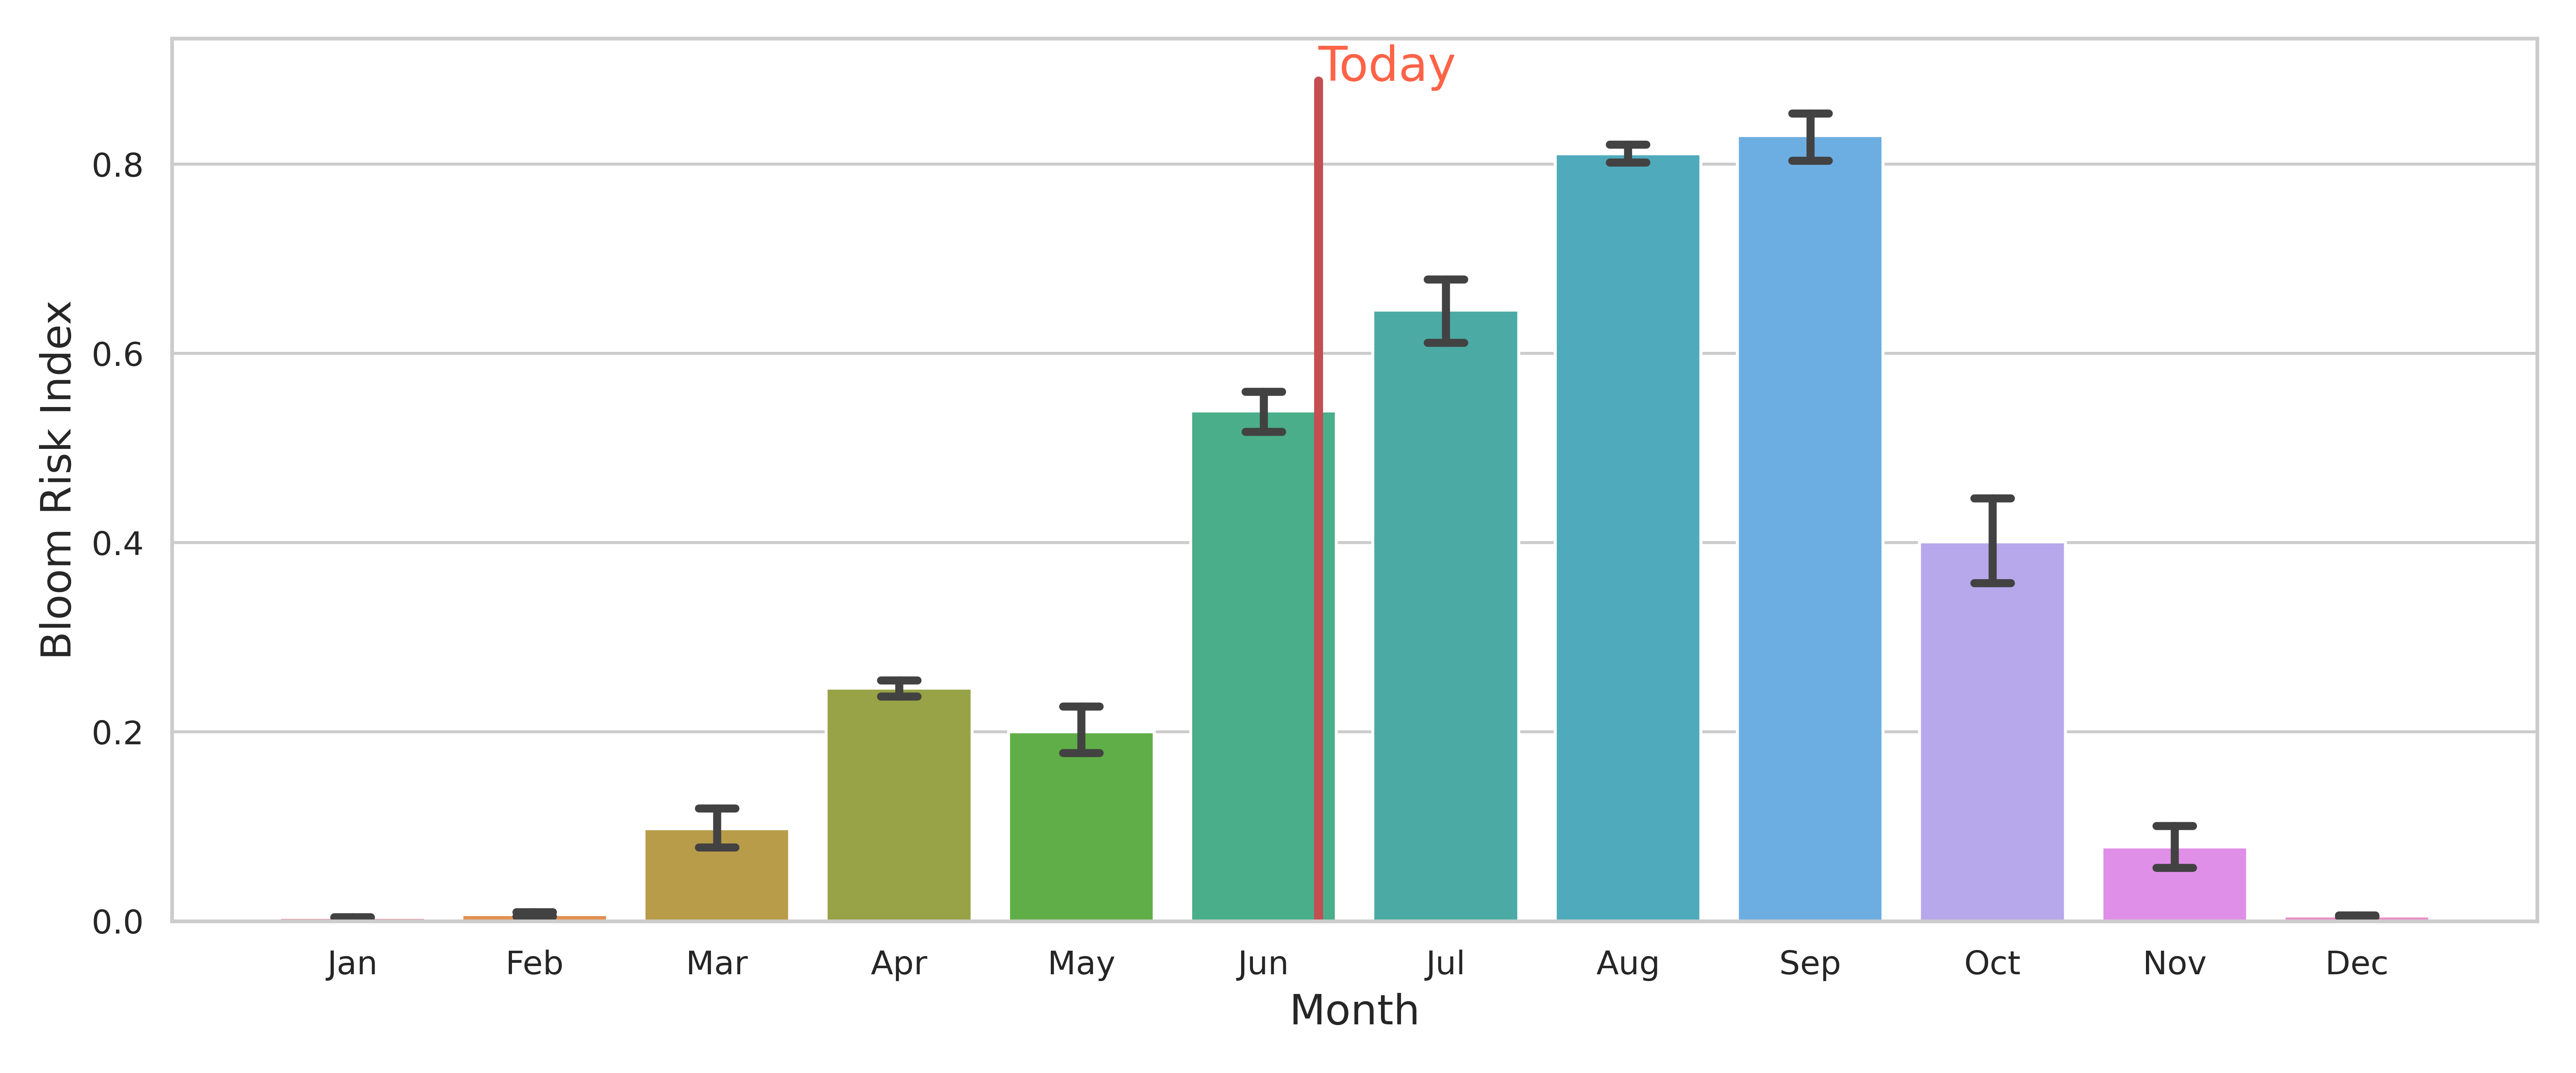 Today
Bloom Risk Index
0.8
0.6
0.4
0.2
0.0
Jan Feb Mar Apr May Jun Jul Aug Sep Oct Nov Dec
Month